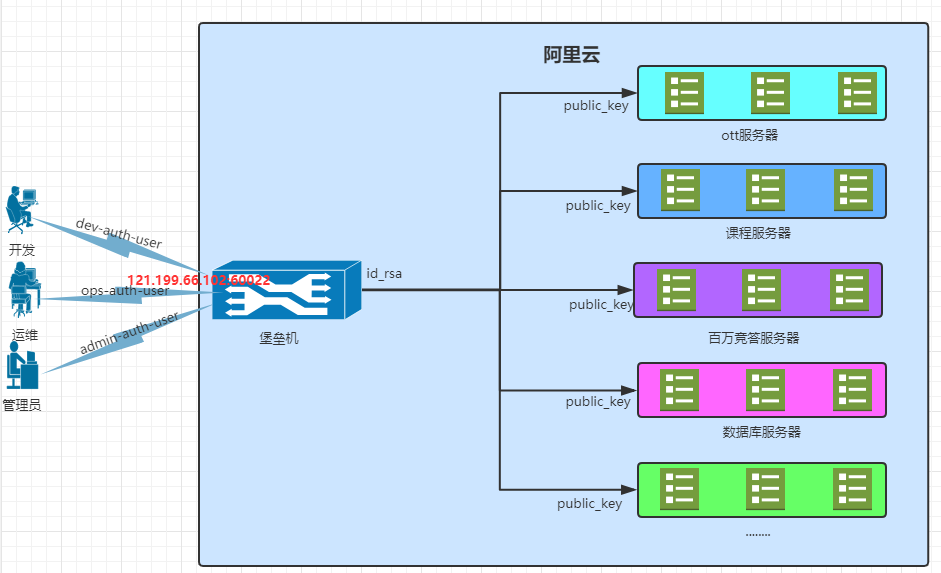 阿里云
public_key
ott服务器
public_key
课程服务器
开发
dev-auth-user
121.199.66.102:60022
ops-auth-user
运维
admin-auth-user
管理员
堡垒机
id_rsa
public_key
百万竞答服务器
public_key
数据库服务器
public_key
........